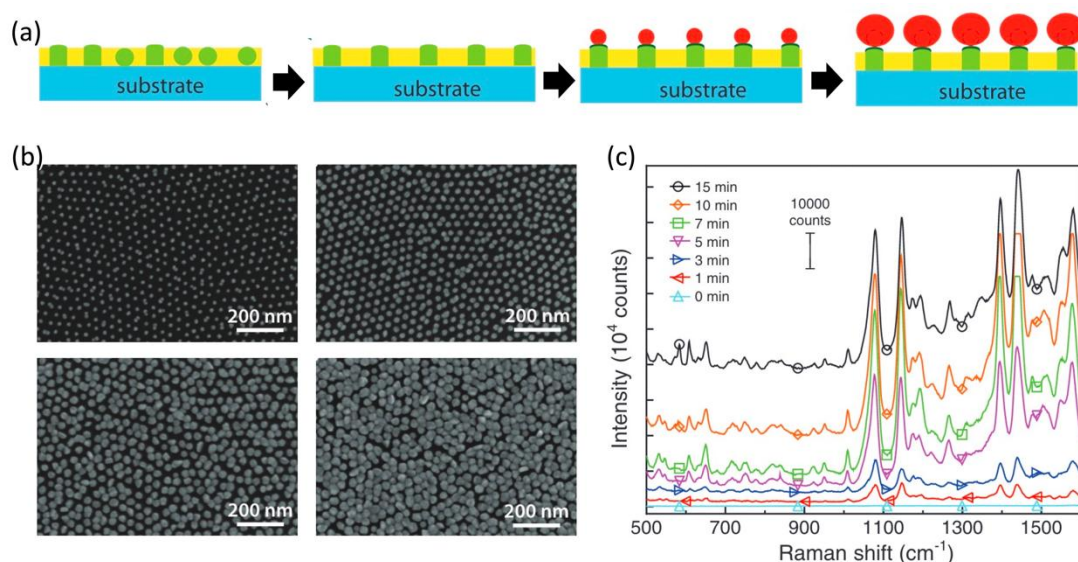 (a)
substrate
substrate
substrate
substrate
(b)
200 nm
200 nm
200 nm
200 nm
(c)
15 min
10 min
7 min
5 min
3 min
1 min
0 min
10000
counts
Intensity (10⁴ counts)
500 700 900 1100 1300 1500
Raman shift (cm⁻¹)